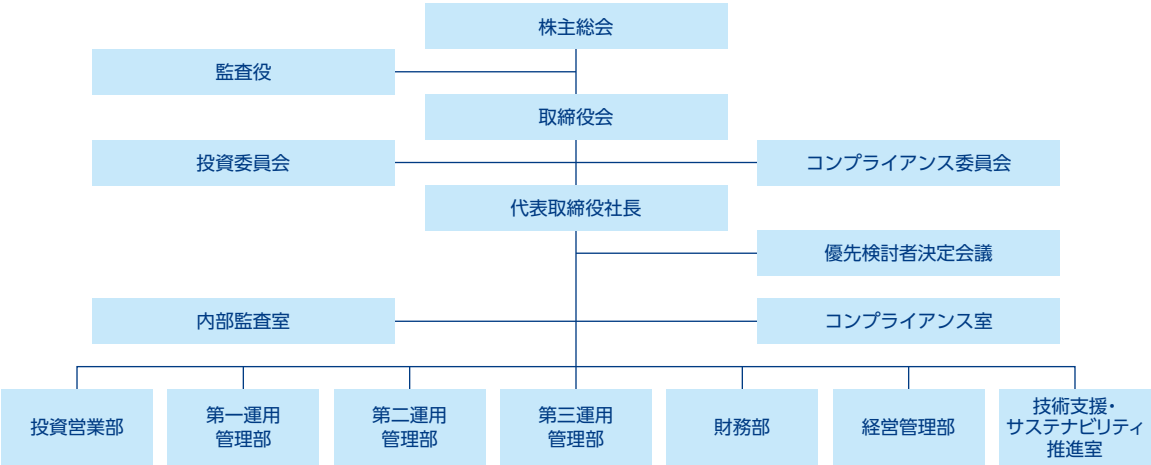 株主総会
監査役
取締役会
投資委員会
コンプライアンス委員会
代表取締役社長
優先検討者決定会議
内部監査室
コンプライアンス室
投資営業部
第一運用
管理部
第二運用
管理部
第三運用
管理部
財務部
経営管理部
技術支援・
サステナビリティ
推進室